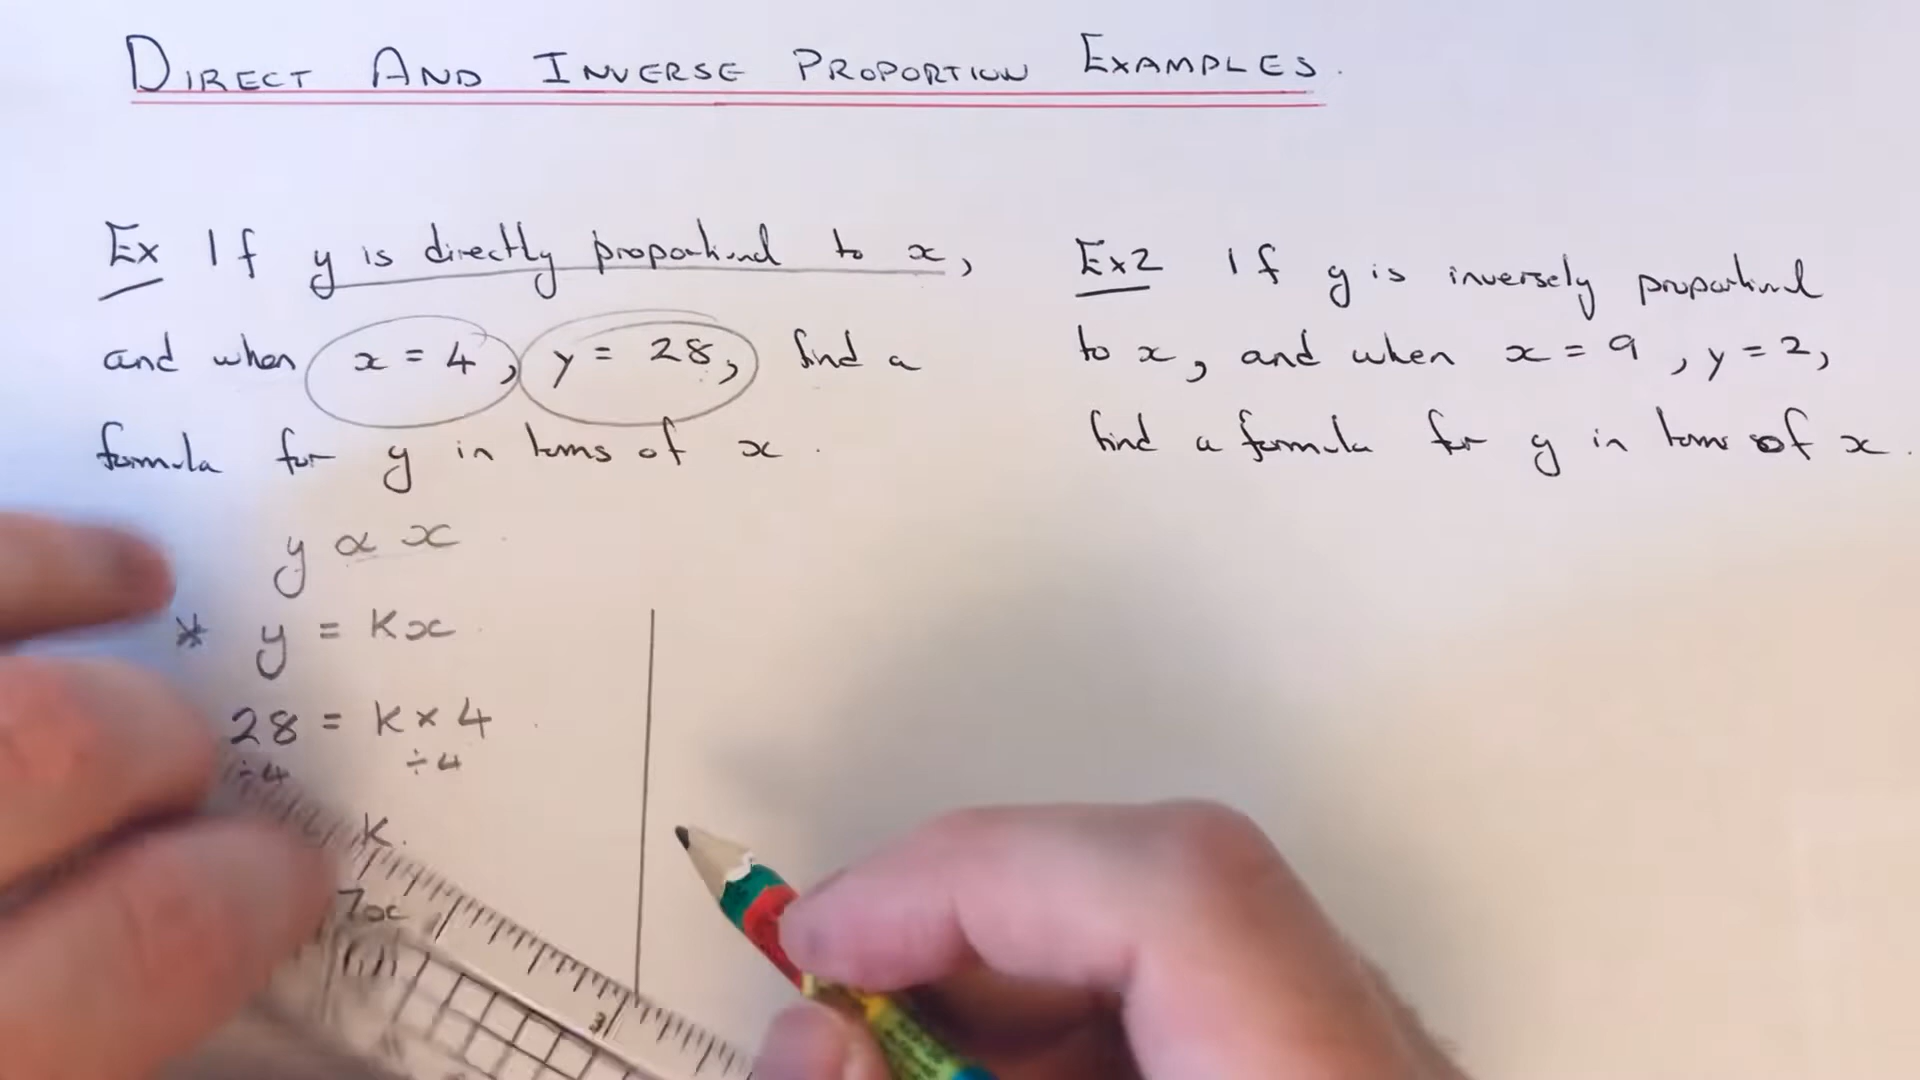 DIRECT AND INVERSE PROPORTION EXAMPLES.
Ex If y is directly proportional to x,
and when x = 4, y = 28, find a
formula for y in terms of x.
y ∝ x
* y = kx
28 = k × 4
÷4 ÷4
k.
7x
3
Ex2 If y is inversely proportional
to x, and when x = 9, y = 2,
find a formula for y in terms of x.